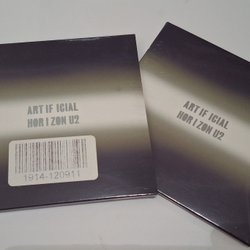 ART IF ICIAL
HOR I ZON U2
1914-120911
ART IF ICIAL
HOR I ZON U2